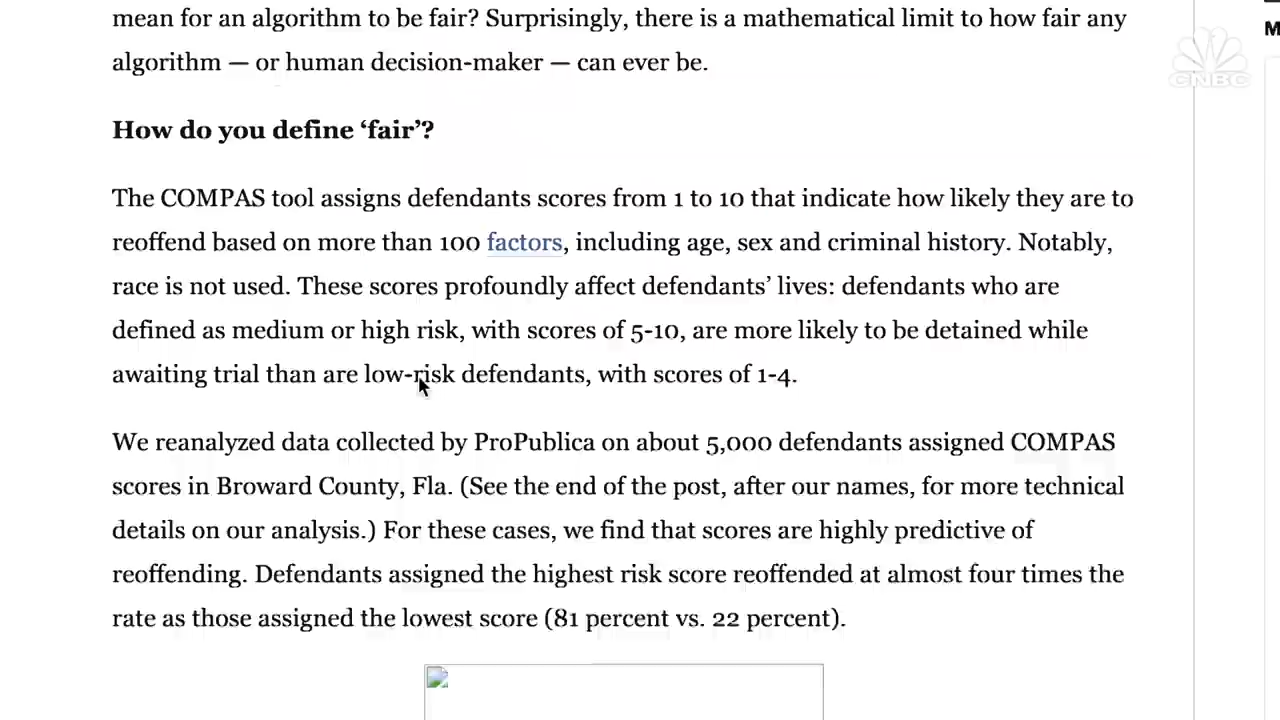 mean for an algorithm to be fair? Surprisingly, there is a mathematical limit to how fair any
algorithm — or human decision-maker — can ever be.
M
CNBC
How do you define ‘fair’?
The COMPAS tool assigns defendants scores from 1 to 10 that indicate how likely they are to
reoffend based on more than 100 factors, including age, sex and criminal history. Notably,
race is not used. These scores profoundly affect defendants’ lives: defendants who are
defined as medium or high risk, with scores of 5-10, are more likely to be detained while
awaiting trial than are low-risk defendants, with scores of 1-4.
We reanalyzed data collected by ProPublica on about 5,000 defendants assigned COMPAS
scores in Broward County, Fla. (See the end of the post, after our names, for more technical
details on our analysis.) For these cases, we find that scores are highly predictive of
reoffending. Defendants assigned the highest risk score reoffended at almost four times the
rate as those assigned the lowest score (81 percent vs. 22 percent).